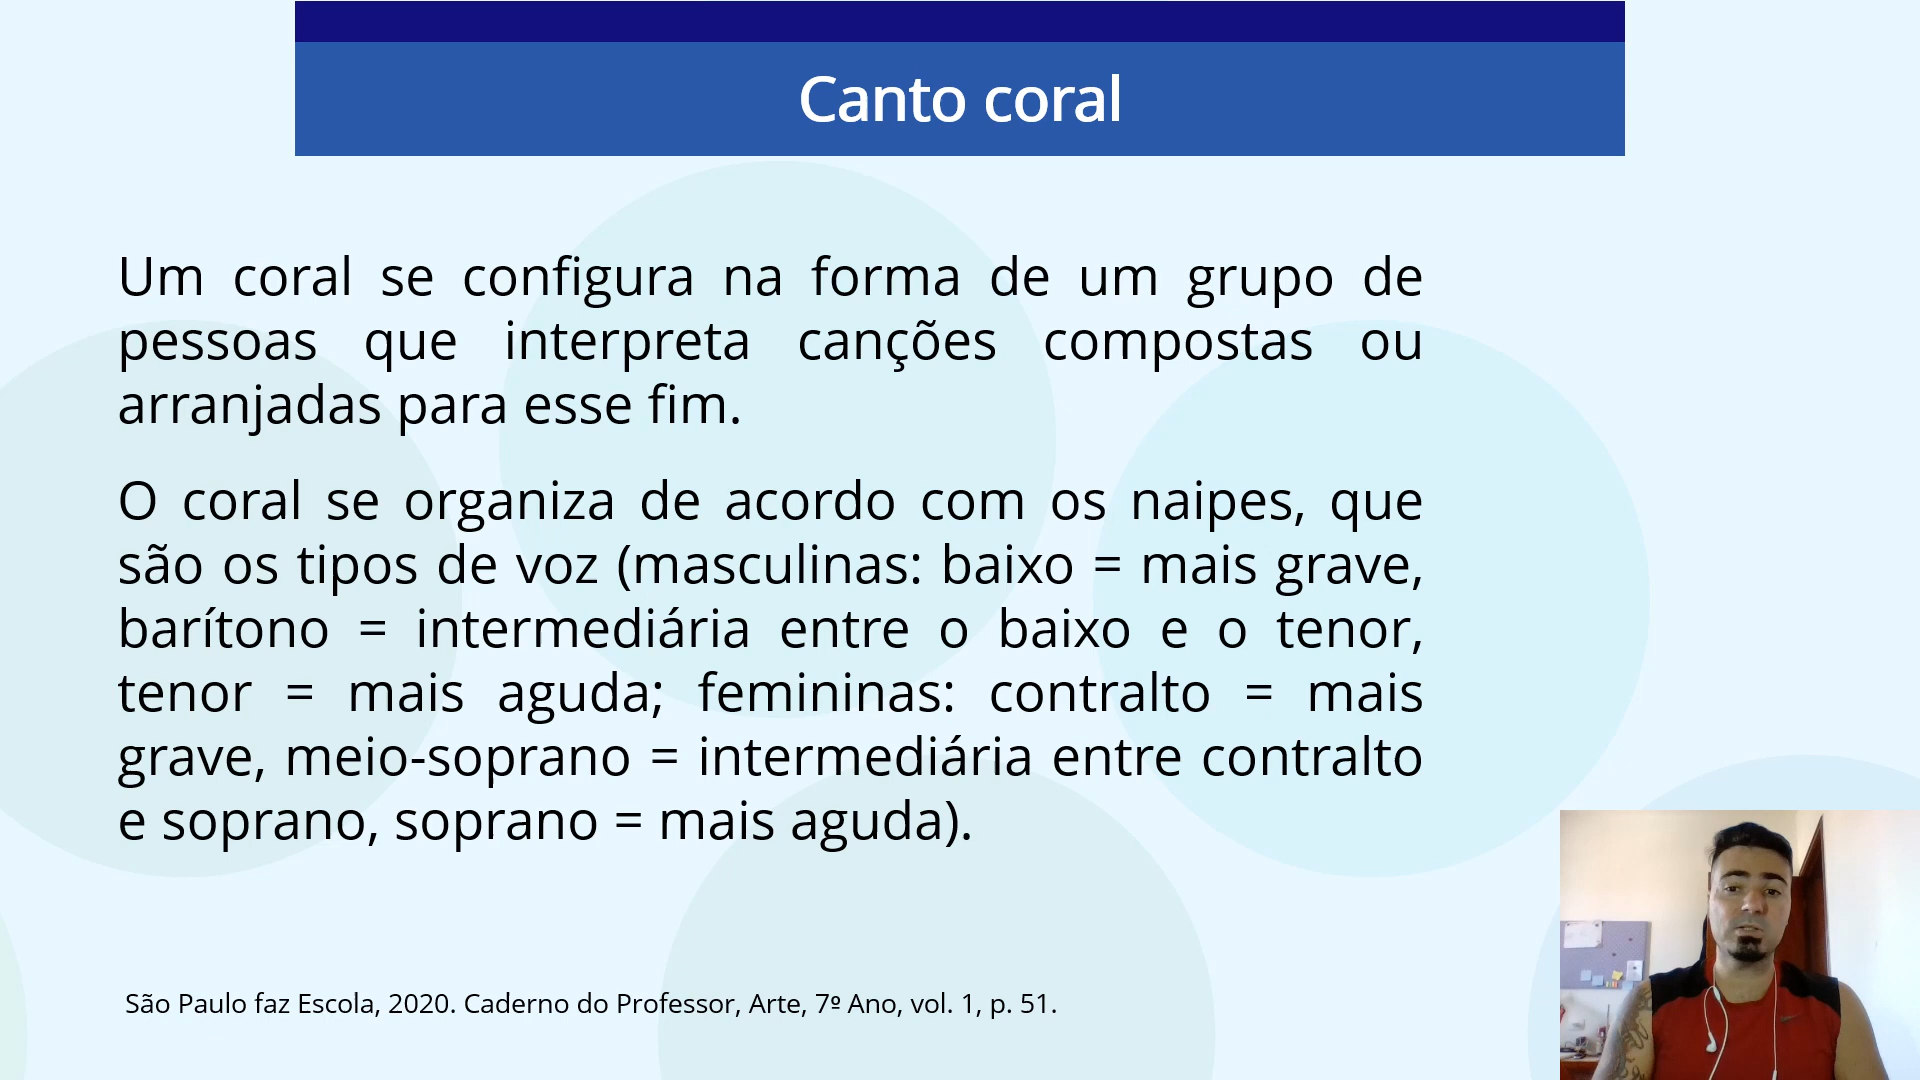 Canto coral
Um coral se configura na forma de um grupo de
pessoas que interpreta canções compostas ou
arranjadas para esse fim.
O coral se organiza de acordo com os naipes, que
são os tipos de voz (masculinas: baixo = mais grave,
barítono = intermediária entre o baixo e o tenor,
tenor = mais aguda; femininas: contralto = mais
grave, meio-soprano = intermediária entre contralto
e soprano, soprano = mais aguda).
São Paulo faz Escola, 2020. Caderno do Professor, Arte, 7º Ano, vol. 1, p. 51.